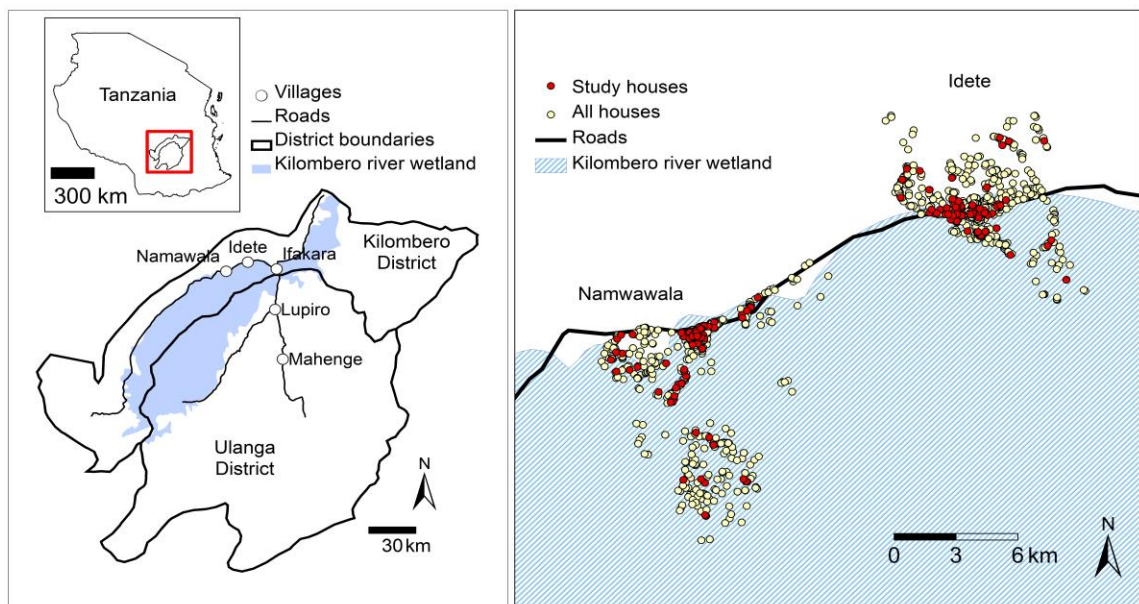 Tanzania
300 km
Villages
Roads
District boundaries
Kilombero river wetland
Namawala
Idete
Ifakara
Kilombero
District
Lupiro
Mahenge
Ulanga
District
N
30 km
Study houses
All houses
Roads
Kilombero river wetland
Idete
Namwawala
N
0 3 6 km